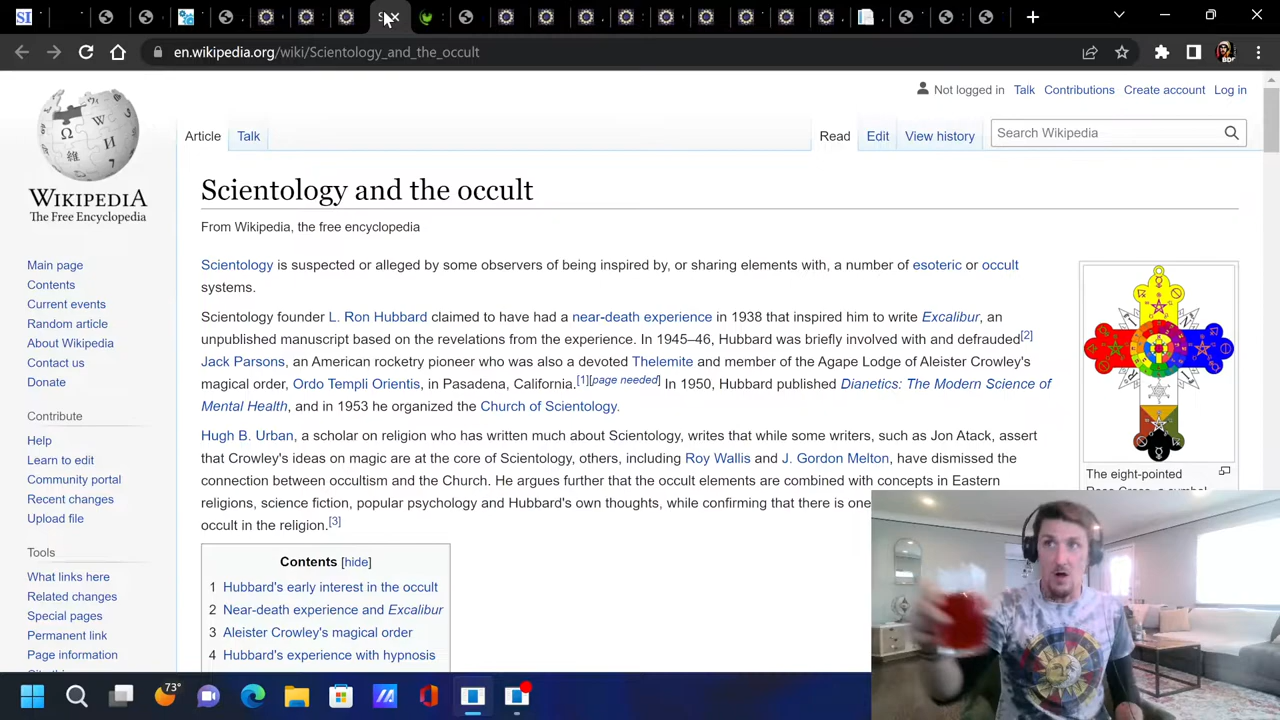 en.wikipedia.org/wiki/Scientology_and_the_occult
BDF
Not logged in Talk Contributions Create account Log in
Article Talk Read Edit View history Search Wikipedia
WIKIPEDIA
The Free Encyclopedia
Main page
Contents
Current events
Random article
About Wikipedia
Contact us
Donate
Contribute
Help
Learn to edit
Community portal
Recent changes
Upload file
Tools
What links here
Related changes
Special pages
Permanent link
Page information
Scientology and the occult
From Wikipedia, the free encyclopedia
Scientology is suspected or alleged by some observers of being inspired by, or sharing elements with, a number of esoteric or occult
systems.
Scientology founder L. Ron Hubbard claimed to have had a near-death experience in 1938 that inspired him to write Excalibur, an
unpublished manuscript based on the revelations from the experience. In 1945–46, Hubbard was briefly involved with and defrauded[2]
Jack Parsons, an American rocketry pioneer who was also a devoted Thelemite and member of the Agape Lodge of Aleister Crowley's
magical order, Ordo Templi Orientis, in Pasadena, California.[1][page needed] In 1950, Hubbard published Dianetics: The Modern Science of
Mental Health, and in 1953 he organized the Church of Scientology.
Hugh B. Urban, a scholar on religion who has written much about Scientology, writes that while some writers, such as Jon Atack, assert
that Crowley's ideas on magic are at the core of Scientology, others, including Roy Wallis and J. Gordon Melton, have dismissed the
connection between occultism and the Church. He argues further that the occult elements are combined with concepts in Eastern
religions, science fiction, popular psychology and Hubbard's own thoughts, while confirming that there is one
occult in the religion.[3]
Contents [hide]
1 Hubbard's early interest in the occult
2 Near-death experience and Excalibur
3 Aleister Crowley's magical order
4 Hubbard's experience with hypnosis
The eight-pointed
73°